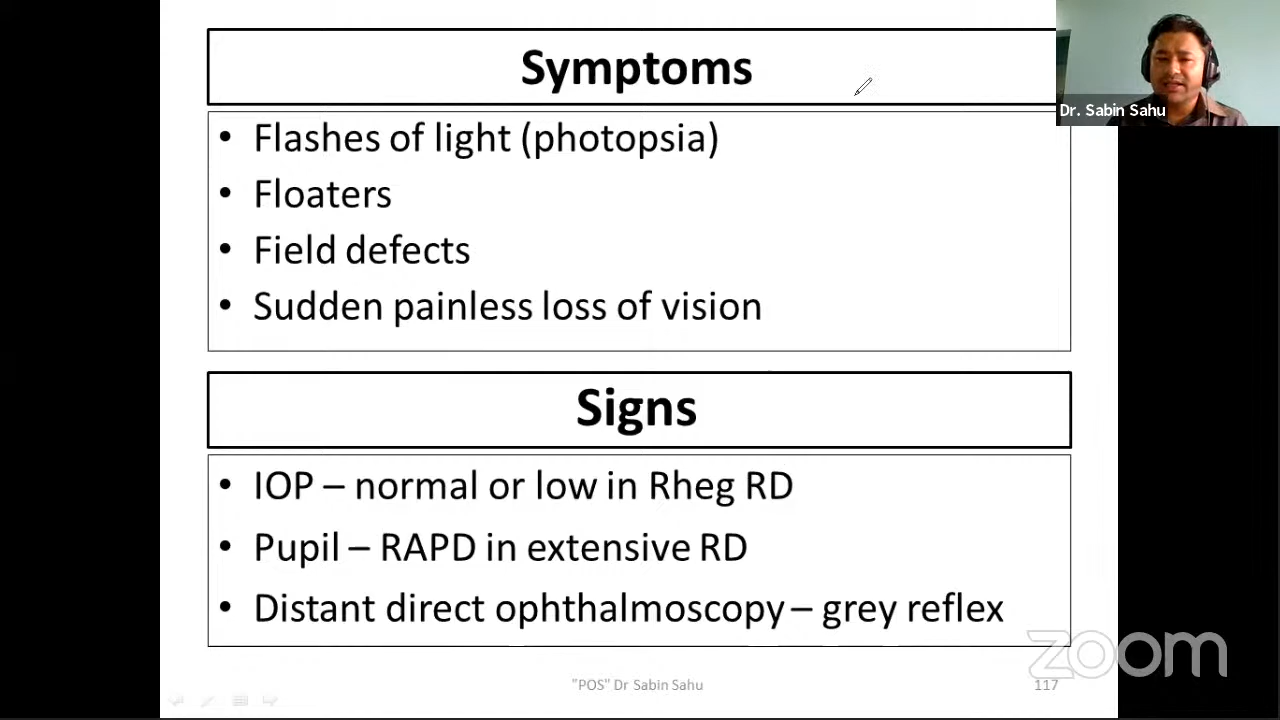 Symptoms
Dr. Sabin Sahu
• Flashes of light (photopsia)
• Floaters
• Field defects
• Sudden painless loss of vision
Signs
• IOP – normal or low in Rheg RD
• Pupil – RAPD in extensive RD
• Distant direct ophthalmoscopy – grey reflex
zoom
"POS" Dr Sabin Sahu
117